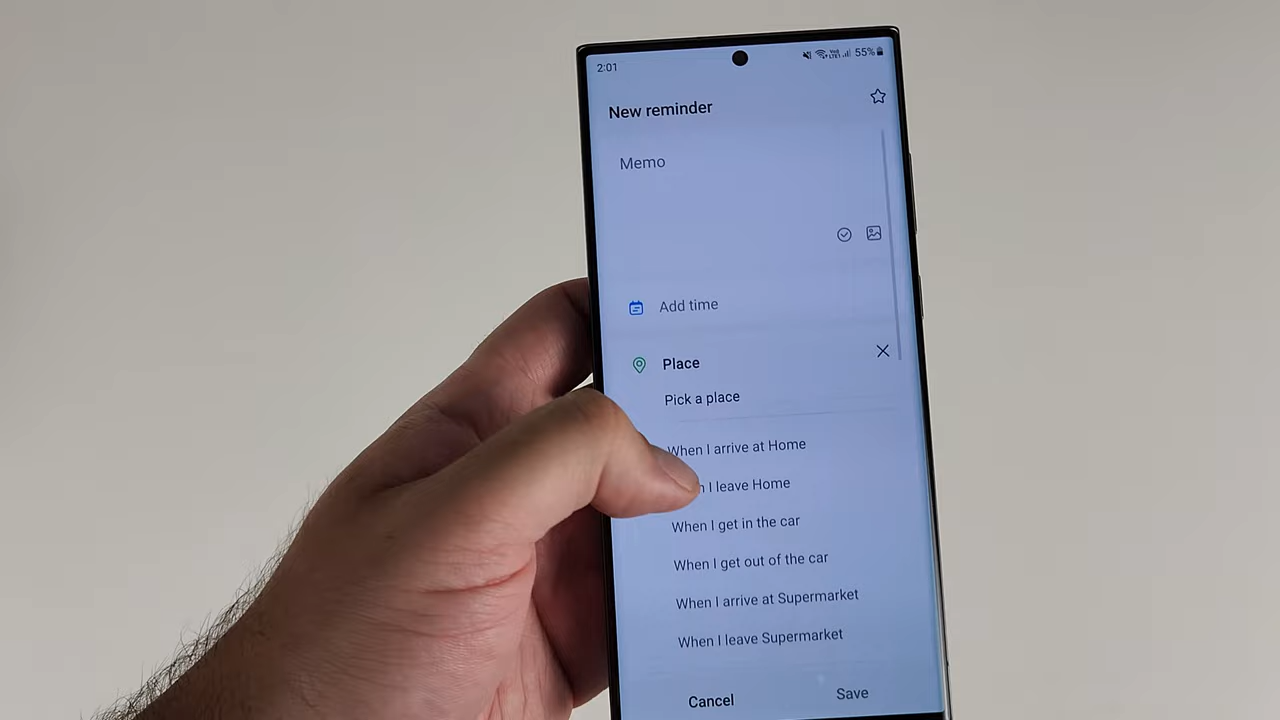 2:01
55%
New reminder
Memo
Add time
Place
Pick a place
When I arrive at Home
I leave Home
When I get in the car
When I get out of the car
When I arrive at Supermarket
When I leave Supermarket
Cancel
Save